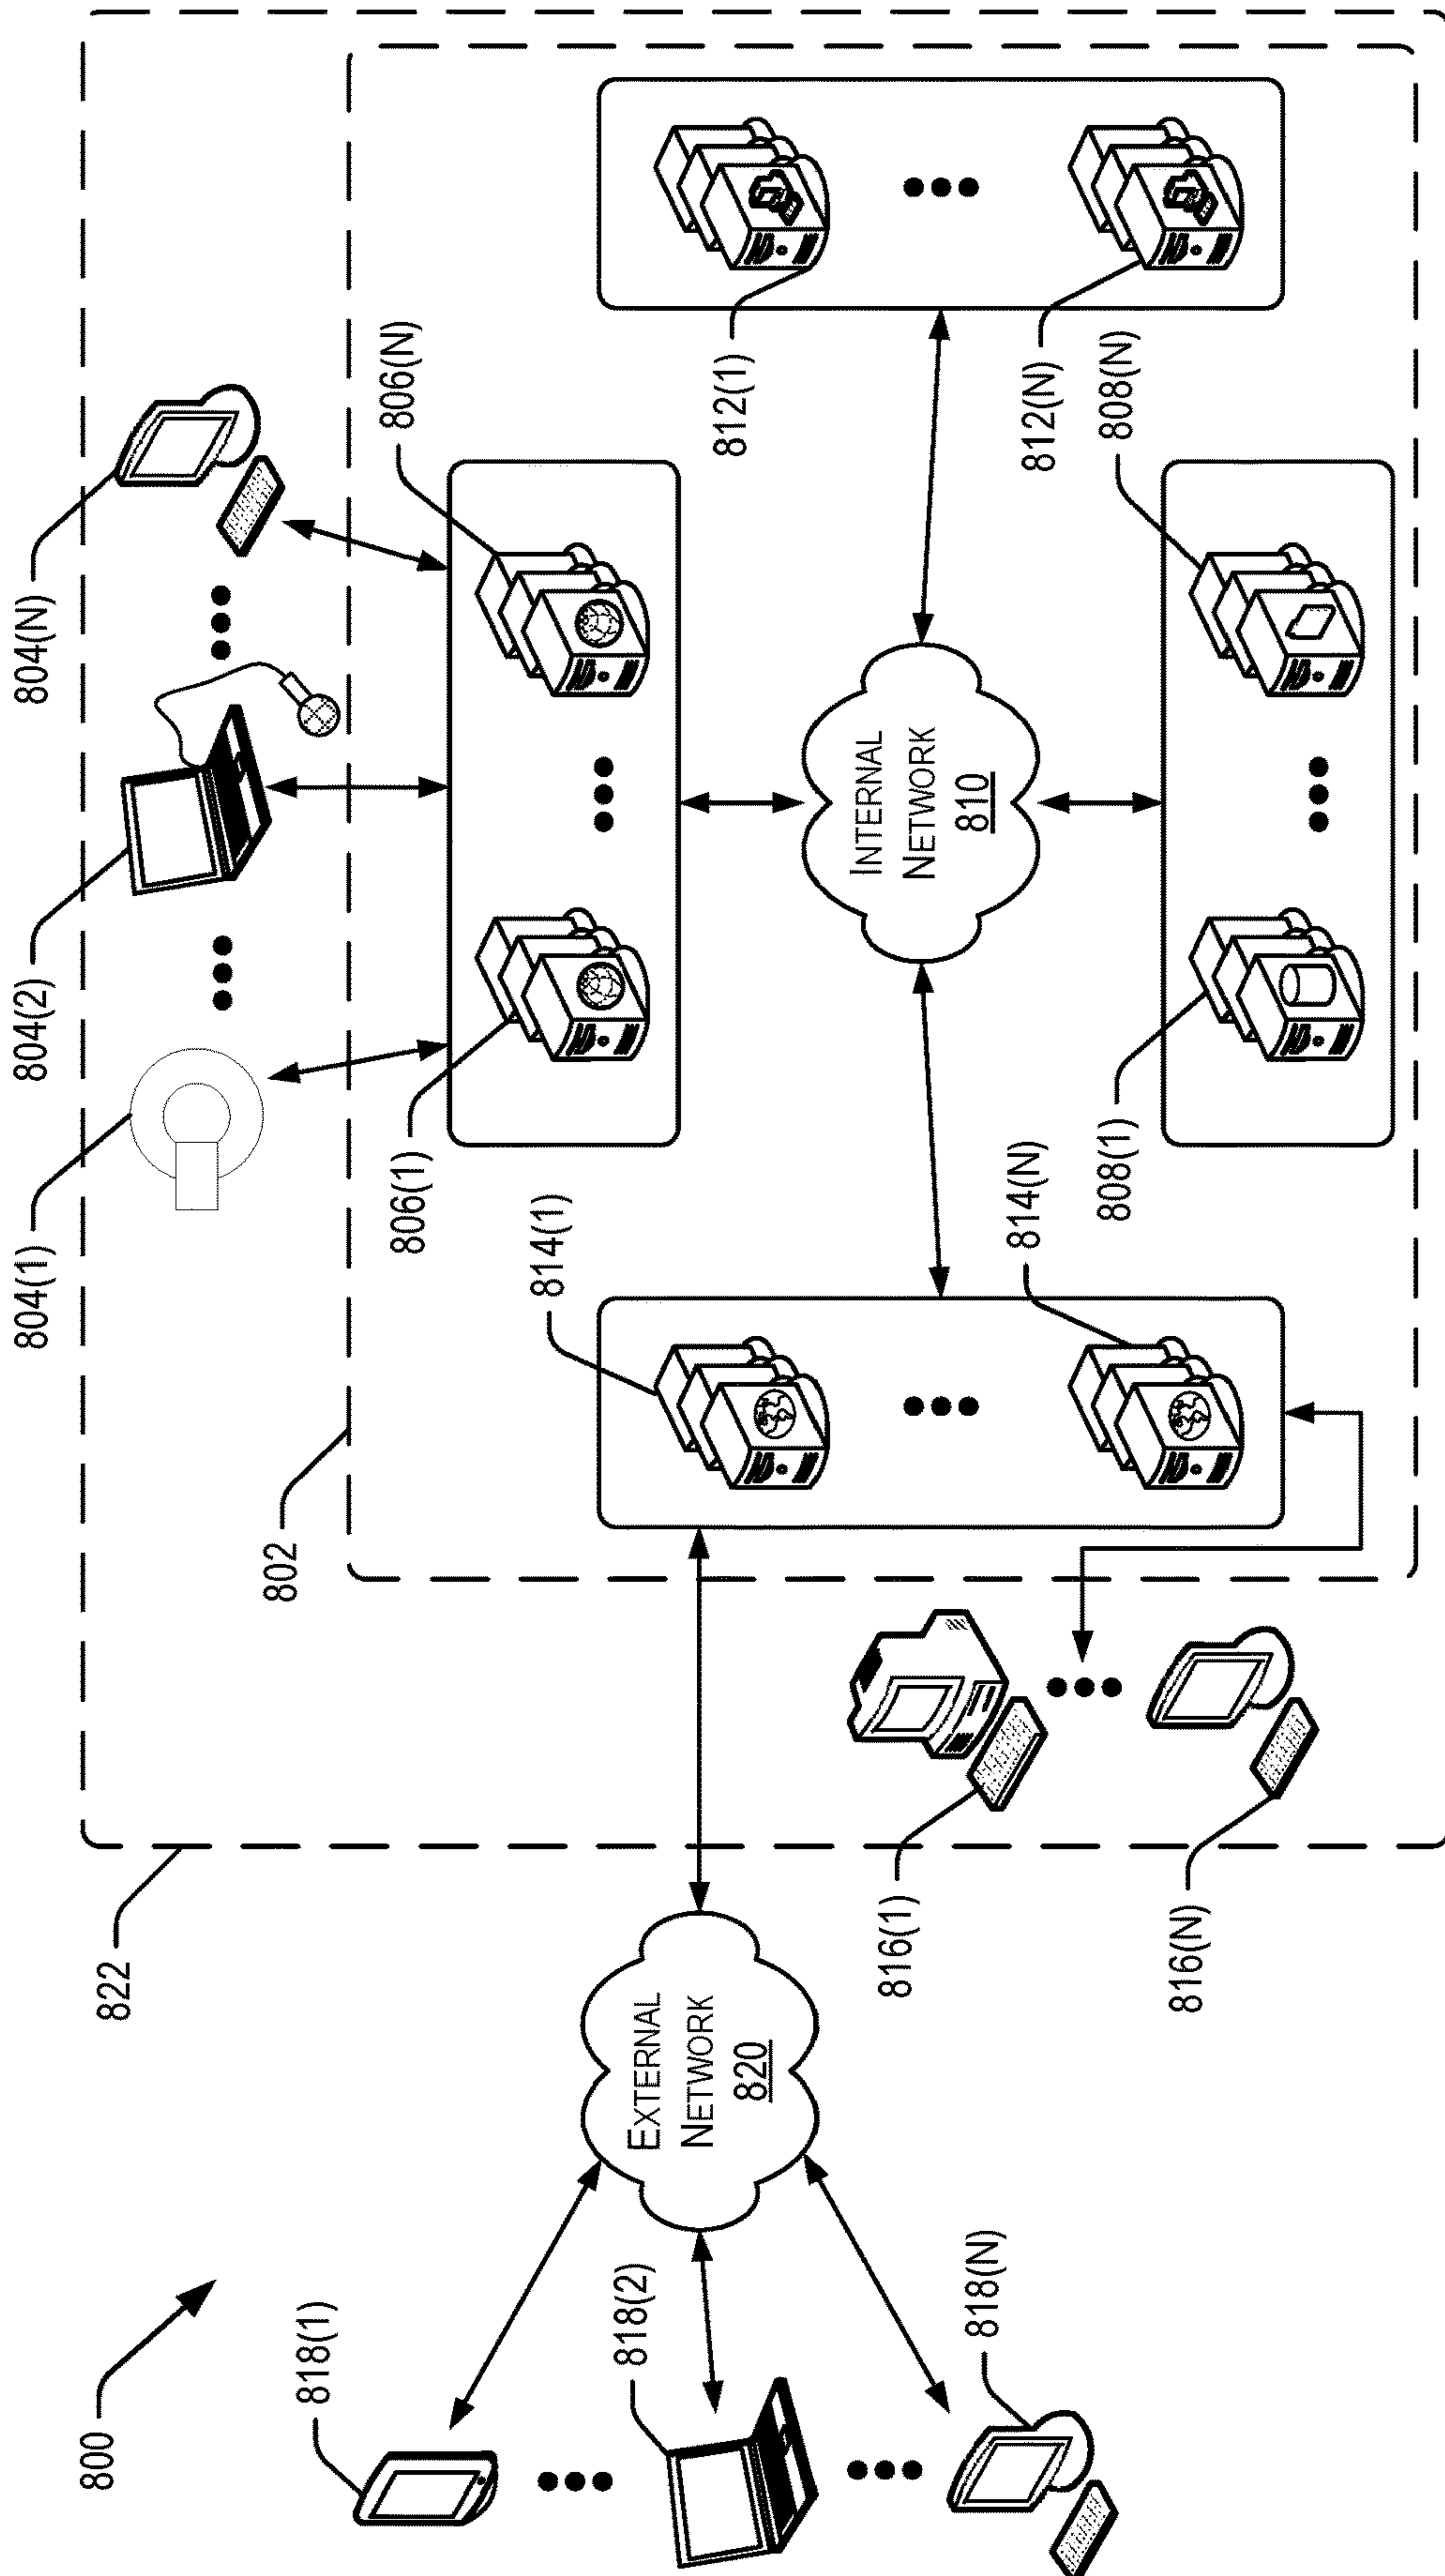 800
822
802
804(1)
804(2)
804(N)
806(1)
806(N)
814(1)
812(1)
818(1)
EXTERNAL
NETWORK
820
INTERNAL
NETWORK
810
818(2)
814(N)
812(N)
816(1)
808(1)
808(N)
818(N)
816(N)